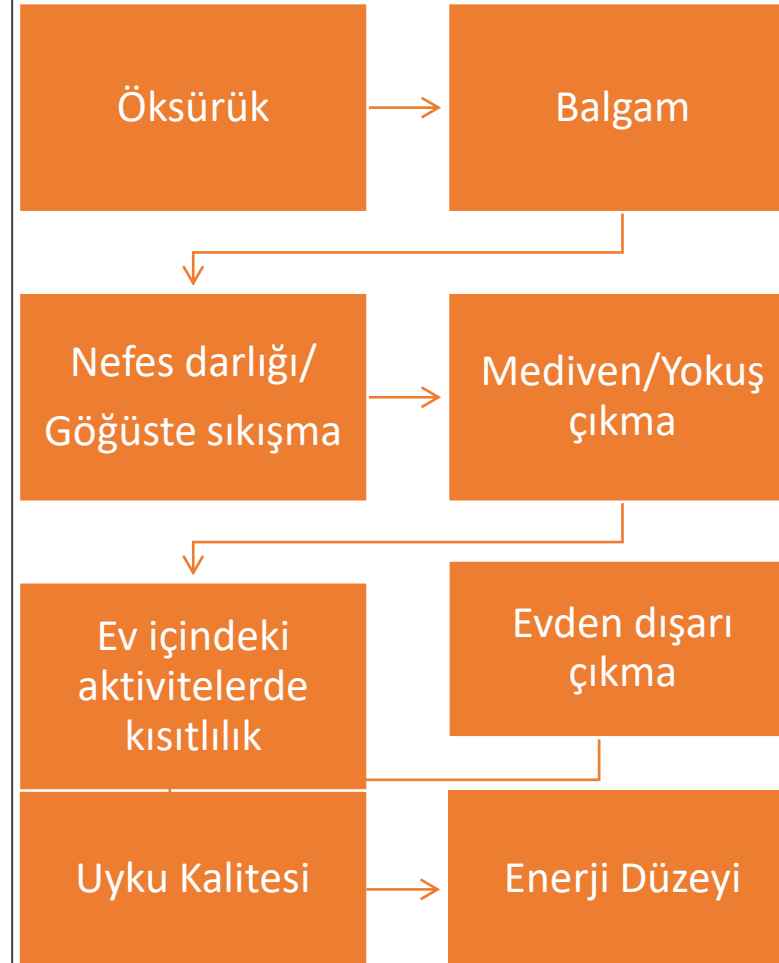 Öksürük
Balgam
Nefes darlığı/
Göğüste sıkışma
Mediven/Yokuş
çıkma
Ev içindeki
aktivitelerde
kısıtlılık
Evden dışarı
çıkma
Uyku Kalitesi
Enerji Düzeyi